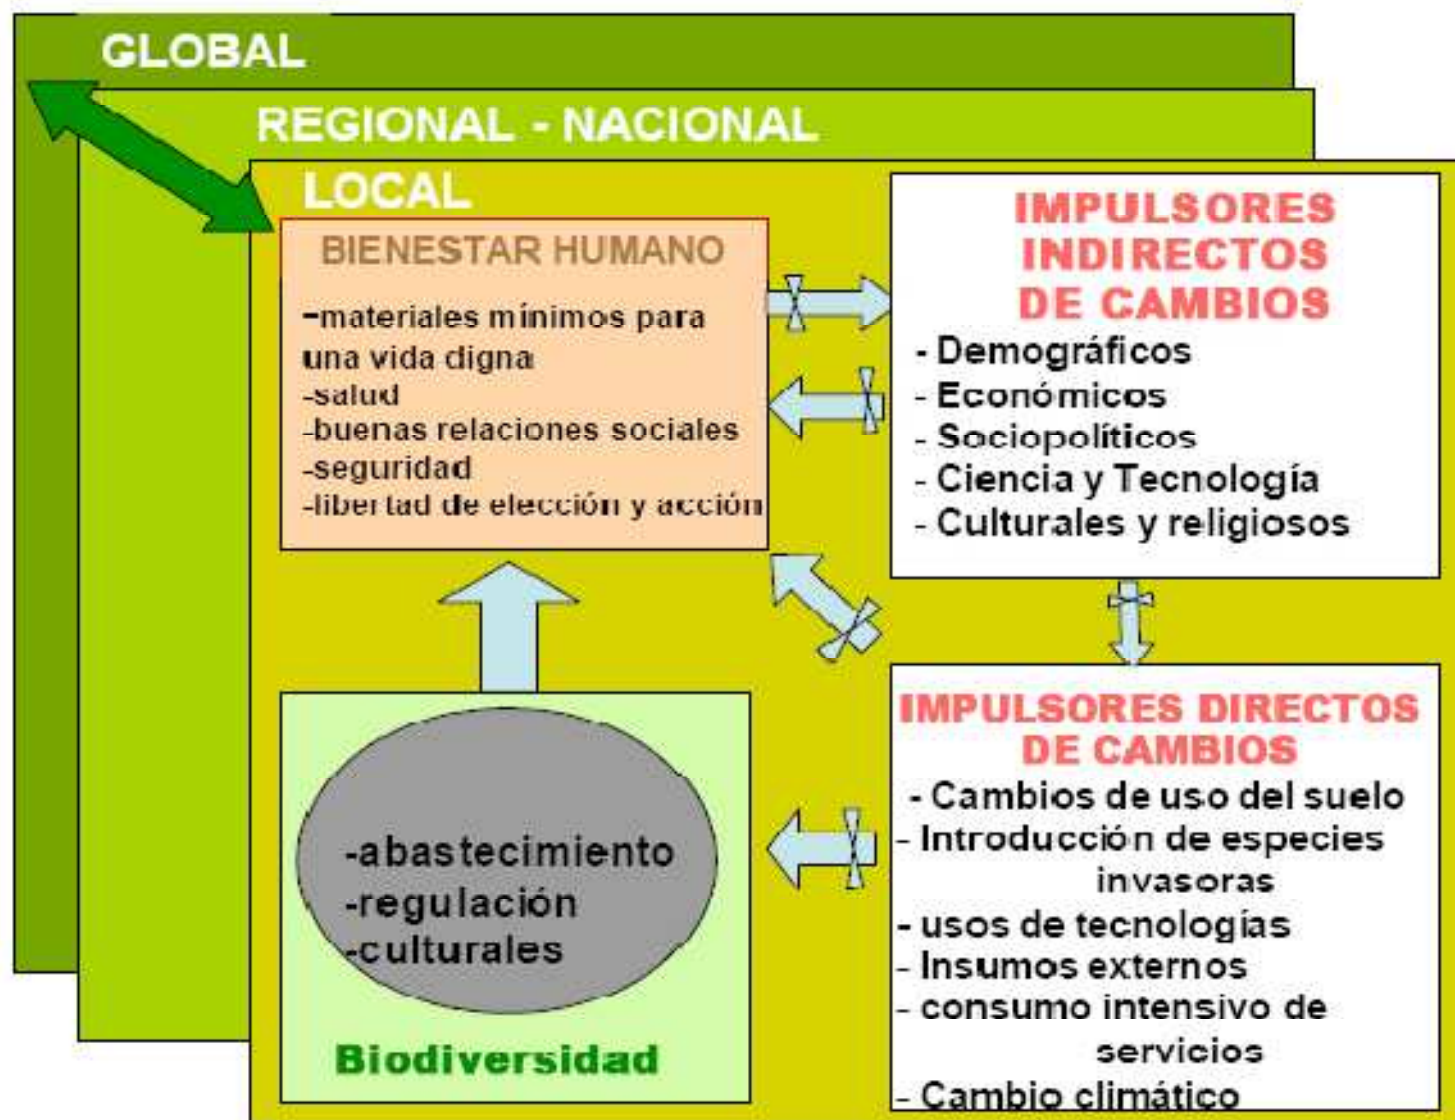 GLOBAL
REGIONAL - NACIONAL
LOCAL
BIENESTAR HUMANO
-materiales mínimos para
una vida digna
-salud
-buenas relaciones sociales
-seguridad
-libertad de elección y acción
IMPULSORES
INDIRECTOS
DE CAMBIOS
- Demográficos
- Económicos
- Sociopolíticos
- Ciencia y Tecnología
- Culturales y religiosos
-abastecimiento
-regulación
-culturales
Biodiversidad
IMPULSORES DIRECTOS
DE CAMBIOS
- Cambios de uso del suelo
- Introducción de especies
invasoras
- usos de tecnologías
- Insumos externos
- consumo intensivo de
servicios
- Cambio climático